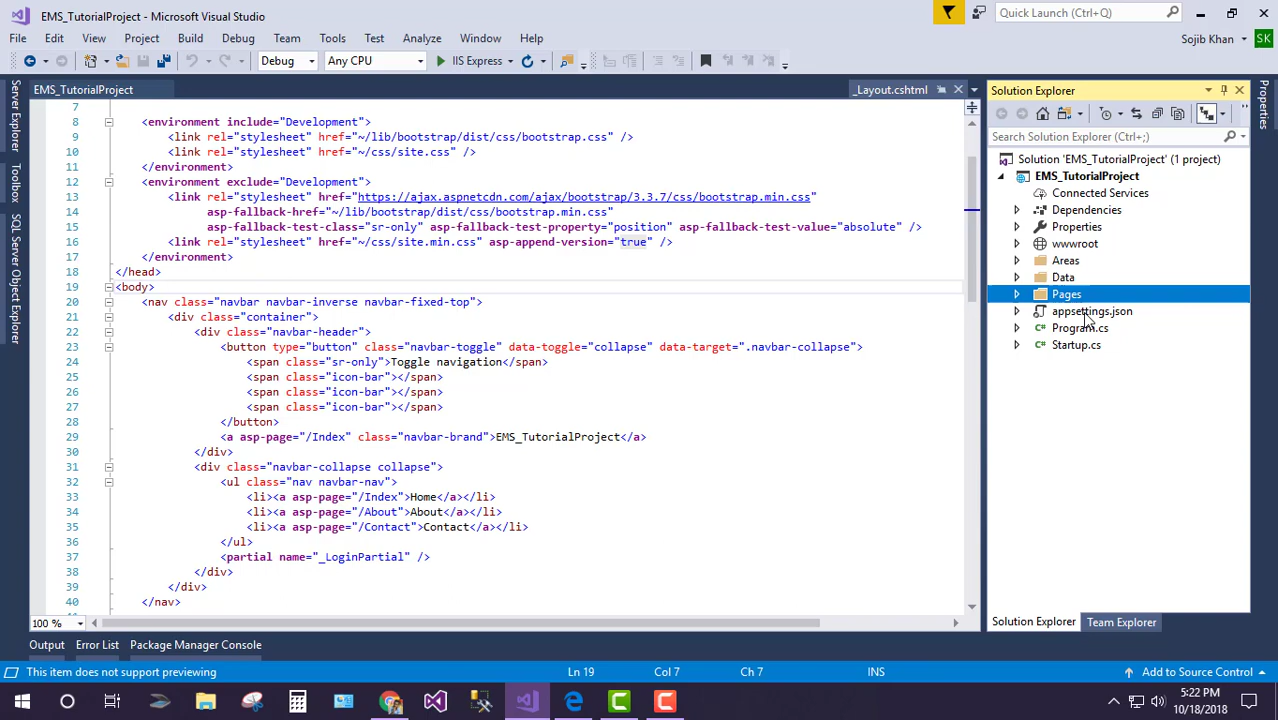 EMS_TutorialProject - Microsoft Visual Studio
Quick Launch (Ctrl+Q)
File Edit View Project Build Debug Team Tools Test Analyze Window Help
Sojib Khan SK
Debug Any CPU IIS Express
EMS_TutorialProject
_Layout.cshtml
7
8 <environment include="Development">
9 <link rel="stylesheet" href="~/lib/bootstrap/dist/css/bootstrap.css" />
10 <link rel="stylesheet" href="~/css/site.css" />
11 </environment>
12 <environment exclude="Development">
13 <link rel="stylesheet" href="https://ajax.aspnetcdn.com/ajax/bootstrap/3.3.7/css/bootstrap.min.css"
14 asp-fallback-href="~/lib/bootstrap/dist/css/bootstrap.min.css"
15 asp-fallback-test-class="sr-only" asp-fallback-test-property="position" asp-fallback-test-value="absolute" />
16 <link rel="stylesheet" href="~/css/site.min.css" asp-append-version="true" />
17 </environment>
18 </head>
19 <body>
20 <nav class="navbar navbar-inverse navbar-fixed-top">
21 <div class="container">
22 <div class="navbar-header">
23 <button type="button" class="navbar-toggle" data-toggle="collapse" data-target=".navbar-collapse">
24 <span class="sr-only">Toggle navigation</span>
25 <span class="icon-bar"></span>
26 <span class="icon-bar"></span>
27 <span class="icon-bar"></span>
28 </button>
29 <a asp-page="/Index" class="navbar-brand">EMS_TutorialProject</a>
30 </div>
31 <div class="navbar-collapse collapse">
32 <ul class="nav navbar-nav">
33 <li><a asp-page="/Index">Home</a></li>
34 <li><a asp-page="/About">About</a></li>
35 <li><a asp-page="/Contact">Contact</a></li>
36 </ul>
37 <partial name="_LoginPartial" />
38 </div>
39 </div>
40 </nav>
100 %
Server Explorer
Toolbox
SQL Server Object Explorer
Solution Explorer
Search Solution Explorer (Ctrl+;)
Solution 'EMS_TutorialProject' (1 project)
EMS_TutorialProject
Connected Services
Dependencies
Properties
wwwroot
Areas
Data
Pages
appsettings.json
C# Program.cs
C# Startup.cs
Solution Explorer Team Explorer
Properties
Output Error List Package Manager Console
This item does not support previewing Ln 19 Col 7 Ch 7 INS Add to Source Control
5:22 PM
10/18/2018